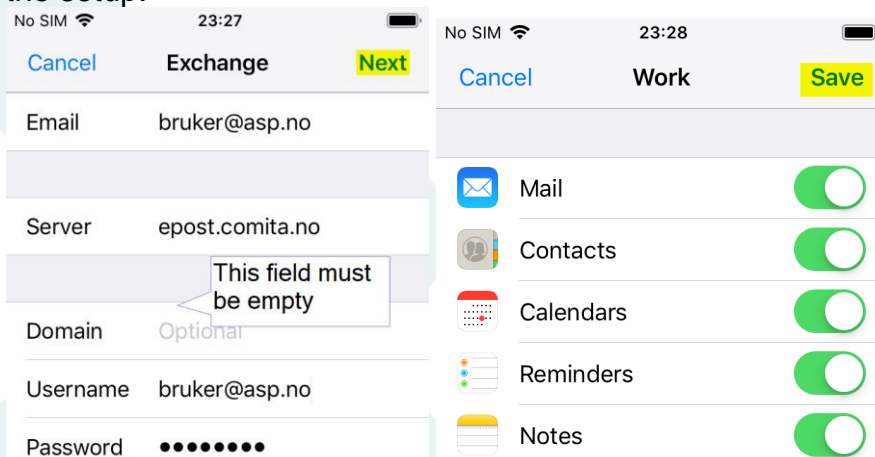 the setup.
No SIM 23:27
Cancel Exchange Next
Email bruker@asp.no
Server epost.comita.no
This field must
be empty
Domain Optional
Username bruker@asp.no
Password ●●●●●●●●
No SIM 23:28
Cancel Work Save
Mail
Contacts
Calendars
Reminders
Notes